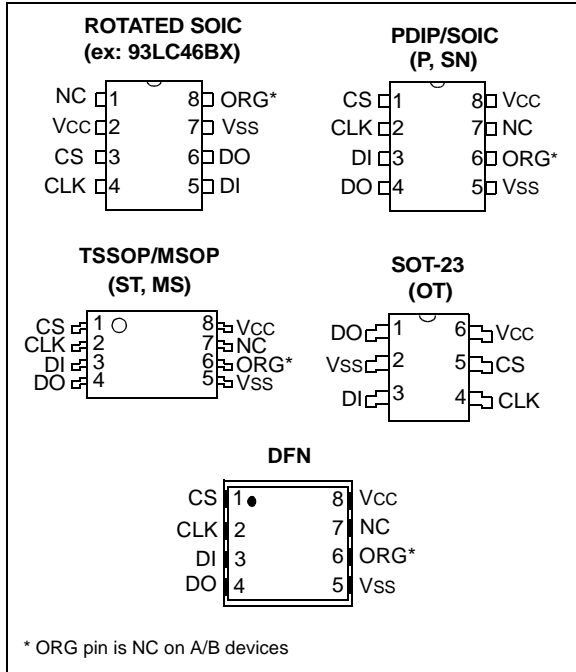 ROTATED SOIC
(ex: 93LC46BX)
NC 1 8 ORG*
VCC 2 7 VSS
CS 3 6 DO
CLK 4 5 DI
PDIP/SOIC
(P, SN)
CS 1 8 VCC
CLK 2 7 NC
DI 3 6 ORG*
DO 4 5 VSS
TSSOP/MSOP
(ST, MS)
CS 1 8 VCC
CLK 2 7 NC
DI 3 6 ORG*
DO 4 5 VSS
SOT-23
(OT)
DO 1 6 VCC
VSS 2 5 CS
DI 3 4 CLK
DFN
CS 1 8 VCC
CLK 2 7 NC
DI 3 6 ORG*
DO 4 5 VSS
* ORG pin is NC on A/B devices